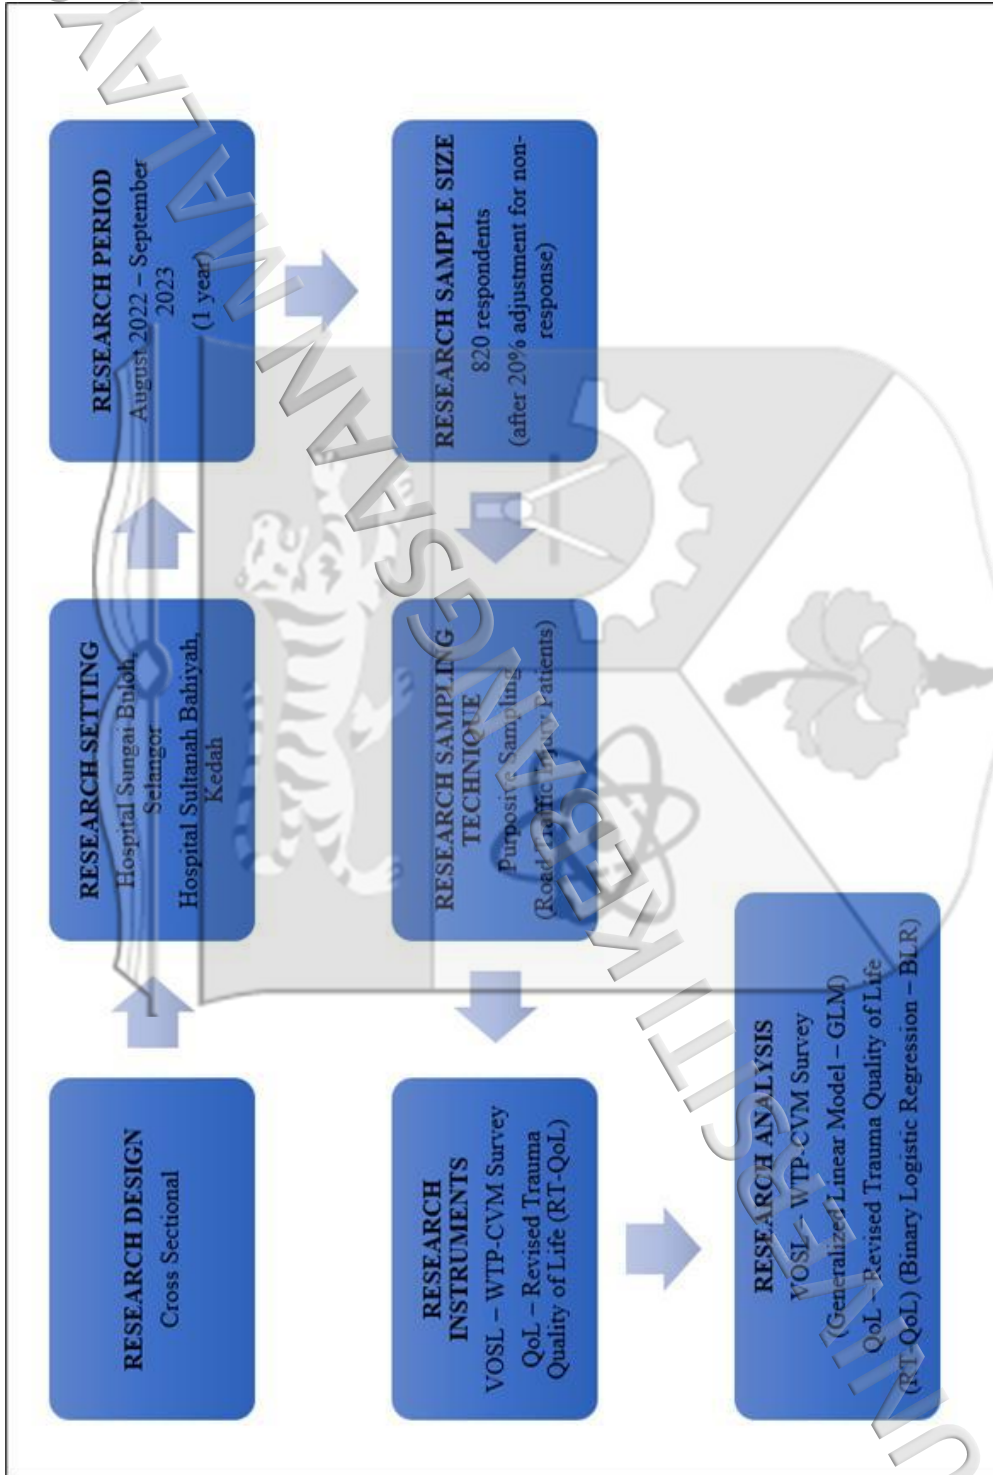 RESEARCH DESIGN
Cross Sectional
RESEARCH SETTING
Hospital Sungai Buloh,
Selangor
Hospital Sultanah Bahiyah,
Kedah
RESEARCH PERIOD
August 2022 – September
2023
(1 year)
RESEARCH SAMPLE SIZE
820 respondents
(after 20% adjustment for non-
response)
RESEARCH SAMPLING
TECHNIQUE
Purposive Sampling
(Road Traffic Injury Patients)
RESEARCH
INSTRUMENTS
VOSL – WTP-CVM Survey
QoL – Revised Trauma
Quality of Life (RT-QoL)
RESEARCH ANALYSIS
VOSL – WTP-CVM Survey
(Generalized Linear Model – GLM)
QoL – Revised Trauma Quality of Life
(RT-QoL) (Binary Logistic Regression – BLR)
UNIVERSITI KEBANGSAAN MALAY